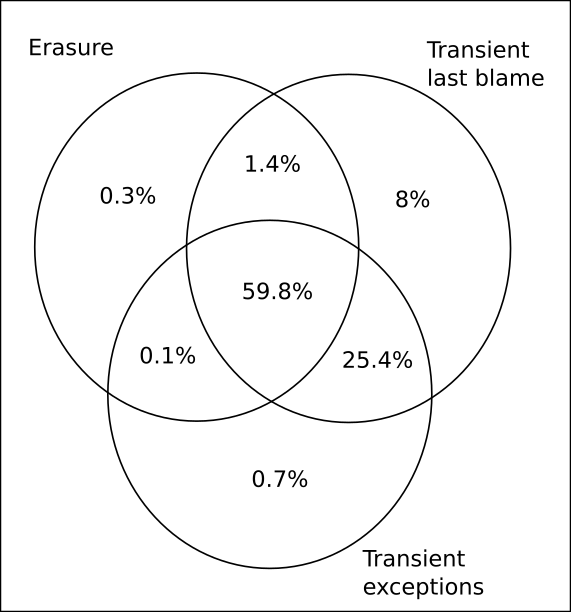 Erasure
Transient
last blame
1.4%
0.3%
8%
59.8%
0.1%
25.4%
0.7%
Transient
exceptions